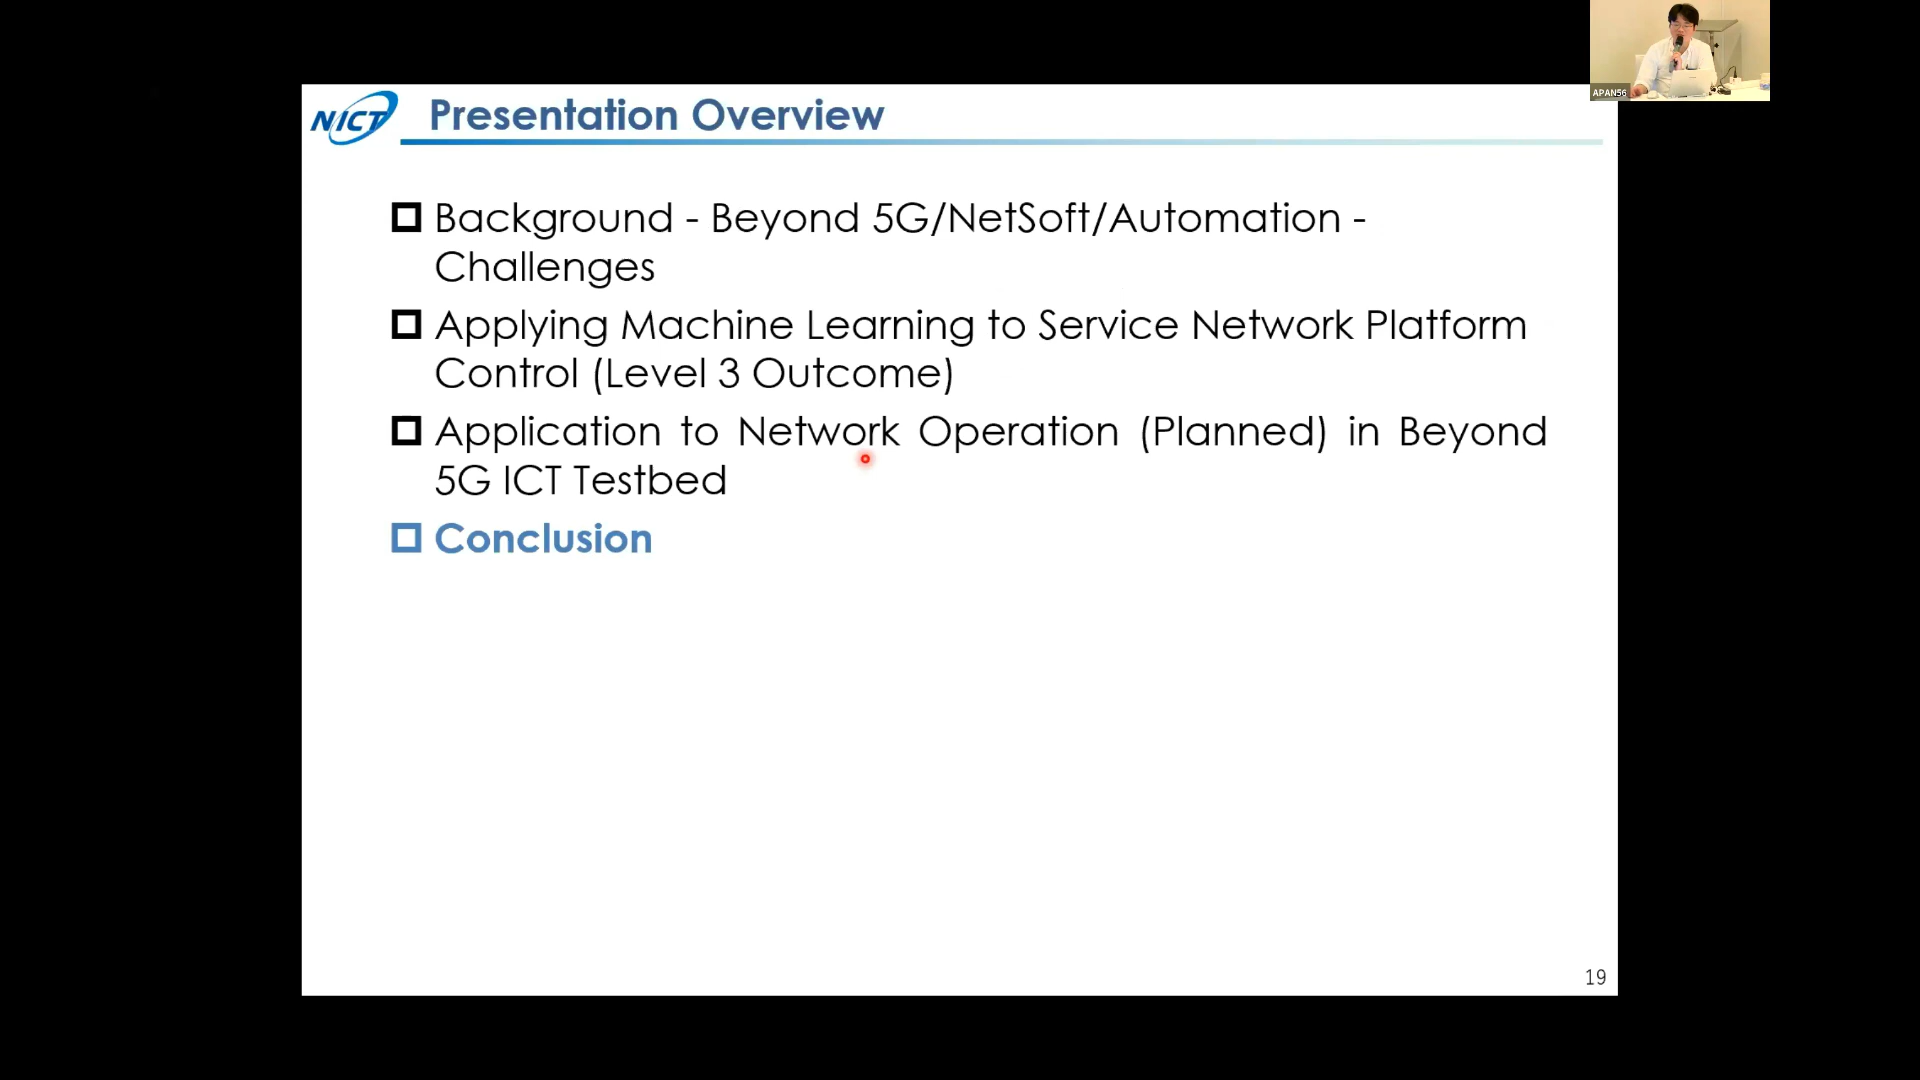 APAN56
NICT
Presentation Overview
Background - Beyond 5G/NetSoft/Automation -
Challenges
Applying Machine Learning to Service Network Platform
Control (Level 3 Outcome)
Application to Network Operation (Planned) in Beyond
5G ICT Testbed
Conclusion
19